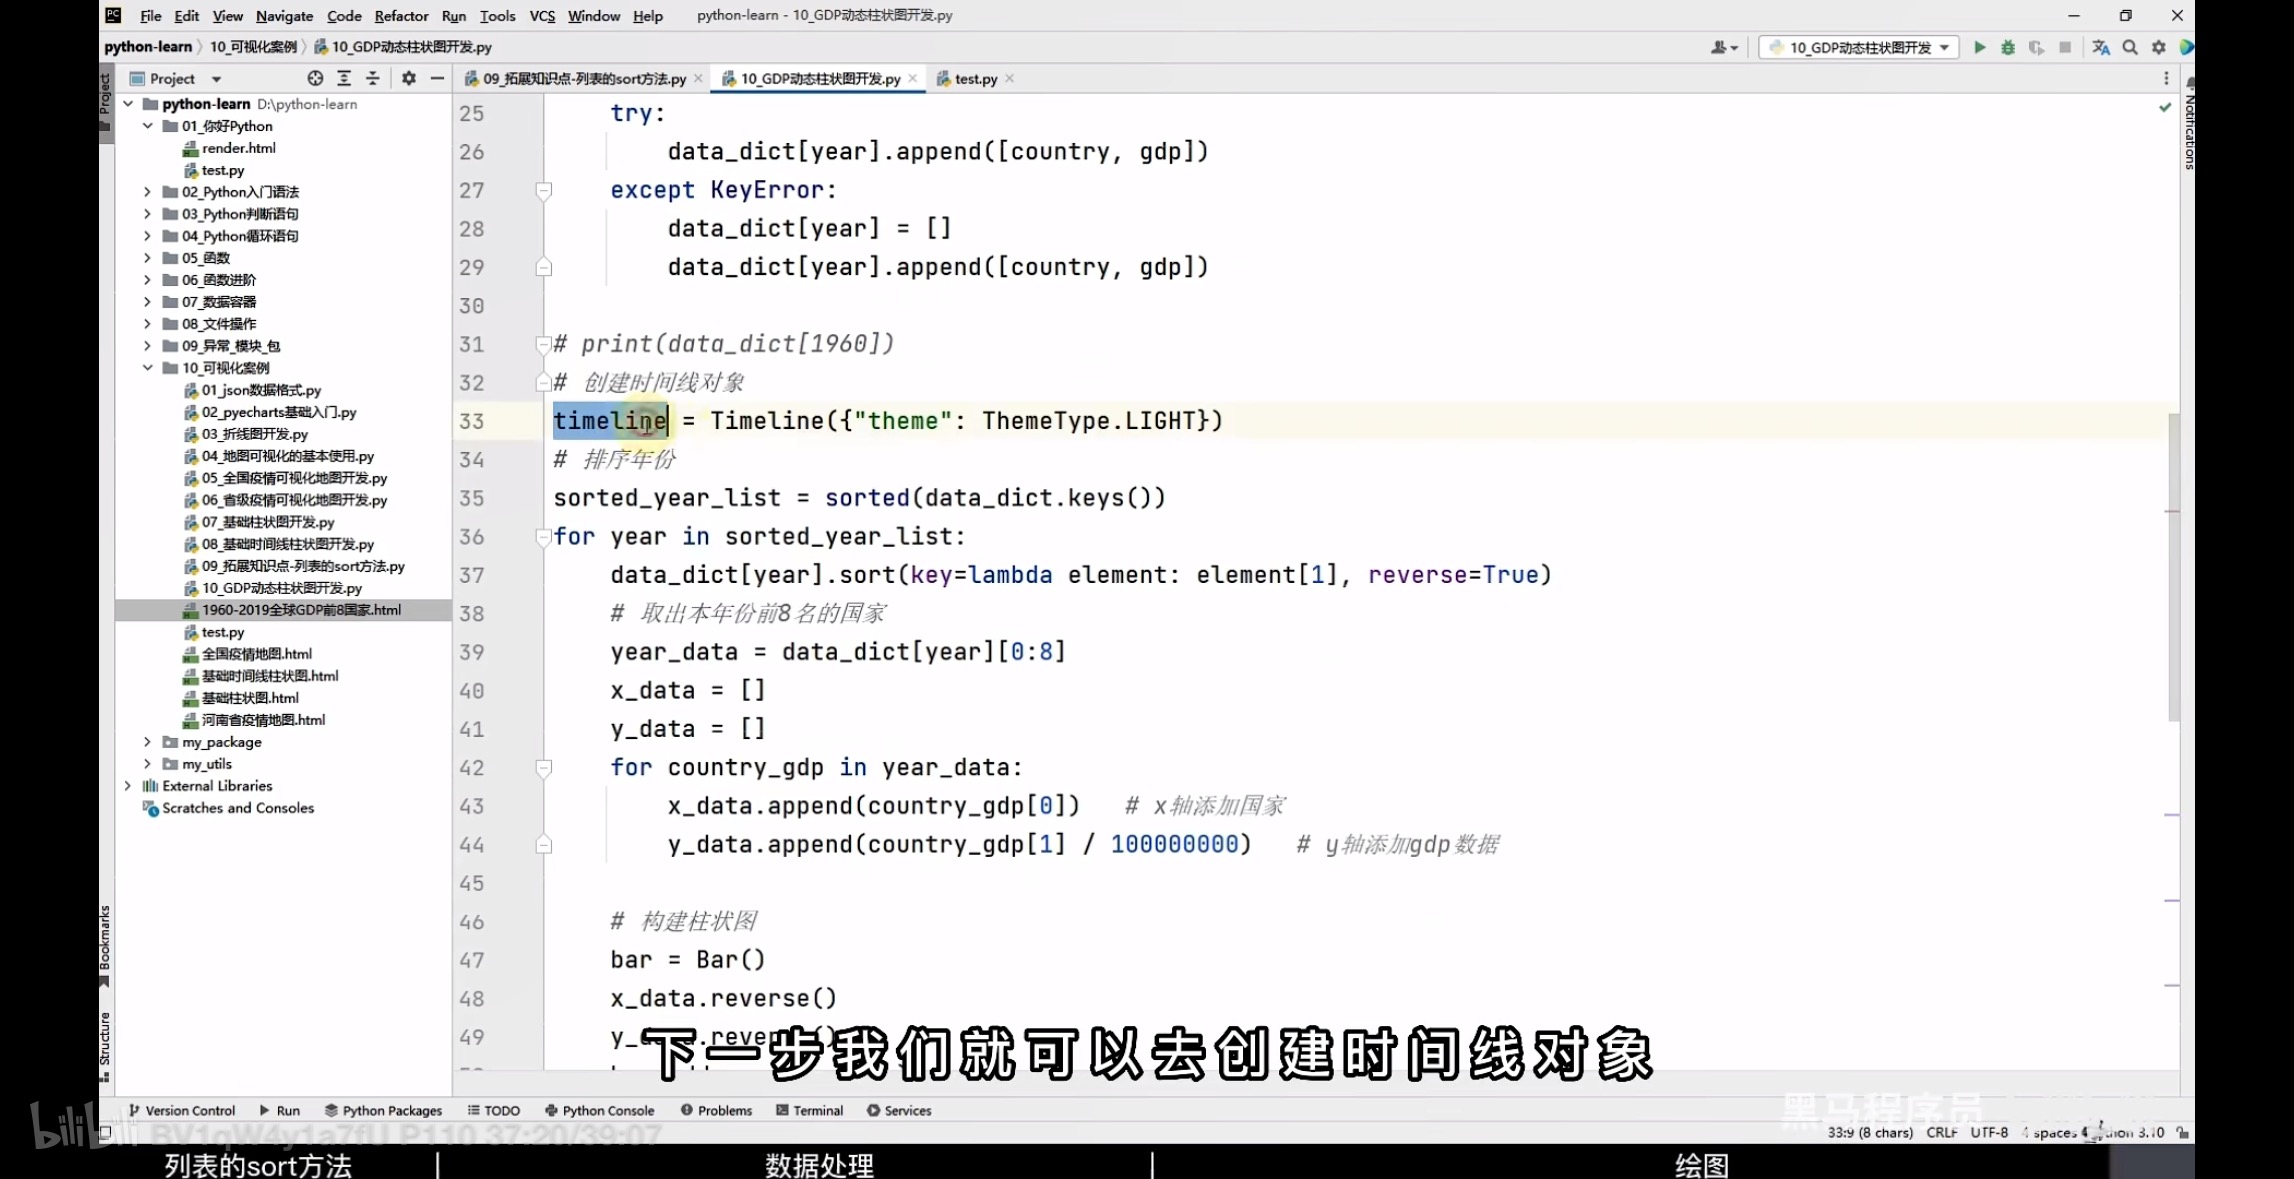 File Edit View Navigate Code Refactor Run Tools VCS Window Help python-learn - 10_GDP动态柱状图开发.py
python-learn 10_可视化案例 10_GDP动态柱状图开发.py 10_GDP动态柱状图开发
Project
Project
09_拓展知识点-列表的sort方法.py 10_GDP动态柱状图开发.py test.py
Notifications
python-learn D:\python-learn
01_你好Python
render.html
test.py
02_Python入门语法
03_Python判断语句
04_Python循环语句
05_函数
06_函数进阶
07_数据容器
08_文件操作
09_异常_模块_包
10_可视化案例
01_json数据格式.py
02_pyecharts基础入门.py
03_折线图开发.py
04_地图可视化的基本使用.py
05_全国疫情可视化地图开发.py
06_省级疫情可视化地图开发.py
07_基础柱状图开发.py
08_基础时间线柱状图开发.py
09_拓展知识点-列表的sort方法.py
10_GDP动态柱状图开发.py
1960-2019全球GDP前8国家.html
test.py
全国疫情地图.html
基础时间线柱状图.html
基础柱状图.html
河南省疫情地图.html
my_package
my_utils
External Libraries
Scratches and Consoles
Bookmarks
Structure
25 try:
26 data_dict[year].append([country, gdp])
27 except KeyError:
28 data_dict[year] = []
29 data_dict[year].append([country, gdp])
30
31 # print(data_dict[1960])
32 # 创建时间线对象
33 timeline = Timeline({"theme": ThemeType.LIGHT})
34 # 排序年份
35 sorted_year_list = sorted(data_dict.keys())
36 for year in sorted_year_list:
37 data_dict[year].sort(key=lambda element: element[1], reverse=True)
38 # 取出本年份前8名的国家
39 year_data = data_dict[year][0:8]
40 x_data = []
41 y_data = []
42 for country_gdp in year_data:
43 x_data.append(country_gdp[0]) # x轴添加国家
44 y_data.append(country_gdp[1] / 100000000) # y轴添加gdp数据
45
46 # 构建柱状图
47 bar = Bar()
48 x_data.reverse()
49
下一步我们就可以去创建时间线对象
Version Control Run Python Packages TODO Python Console Problems Terminal Services
黑马程序员
bilibili BV1qW4y1a7fU P110 37:20/39:07
33:9 (8 chars) CRLF UTF-8 4 spaces
列表的sort方法 数据处理 绘图